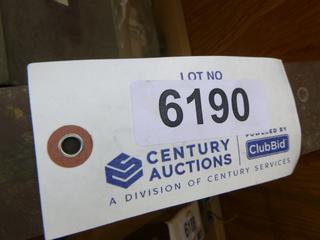 LOT NO
6190
CENTURY
AUCTIONS
POWERED BY
ClubBid
A DIVISION OF CENTURY SERVICES